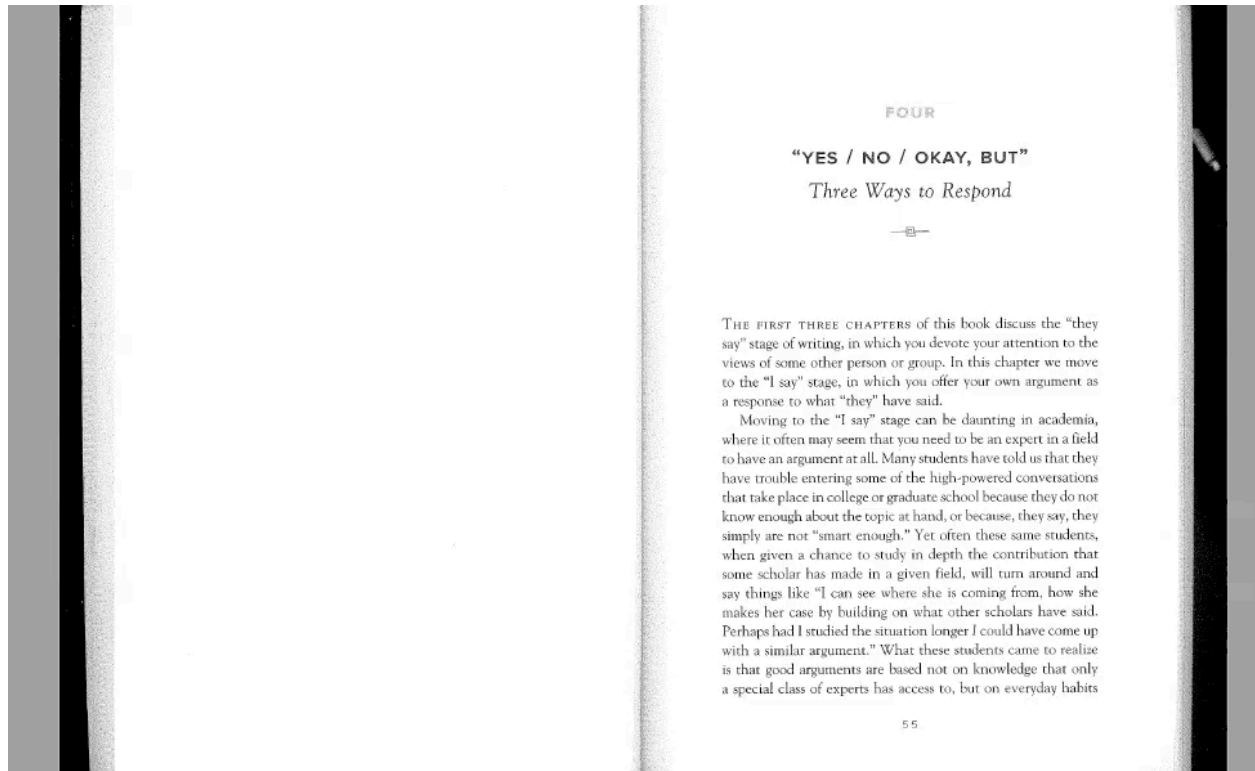 FOUR
“YES / NO / OKAY, BUT”
Three Ways to Respond
THE FIRST THREE CHAPTERS of this book discuss the “they
say” stage of writing, in which you devote your attention to the
views of some other person or group. In this chapter we move
to the “I say” stage, in which you offer your own argument as
a response to what “they” have said.
Moving to the “I say” stage can be daunting in academia,
where it often may seem that you need to be an expert in a field
to have an argument at all. Many students have told us that they
have trouble entering some of the high-powered conversations
that take place in college or graduate school because they do not
know enough about the topic at hand, or because, they say, they
simply are not “smart enough.” Yet often these same students,
when given a chance to study in depth the contribution that
some scholar has made in a given field, will turn around and
say things like “I can see where she is coming from, how she
makes her case by building on what other scholars have said.
Perhaps had I studied the situation longer I could have come up
with a similar argument.” What these students came to realize
is that good arguments are based not on knowledge that only
a special class of experts has access to, but on everyday habits
55